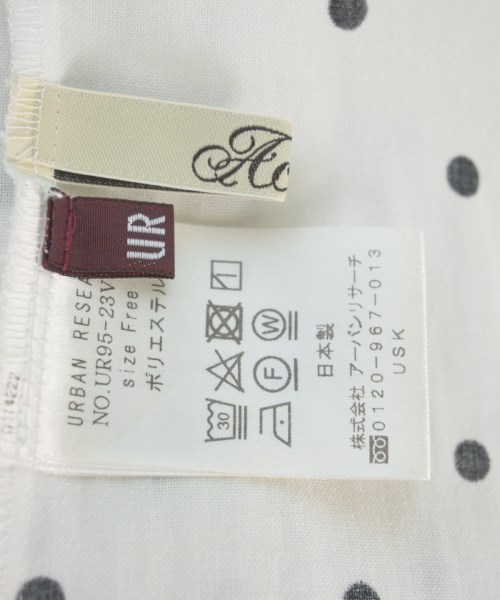 UR
URBAN RESEA
NO.UR95-23V
size Free
ポリエステル
30
W
F
日本製
株式会社 アーバンリサーチ
0120-967-013
USK